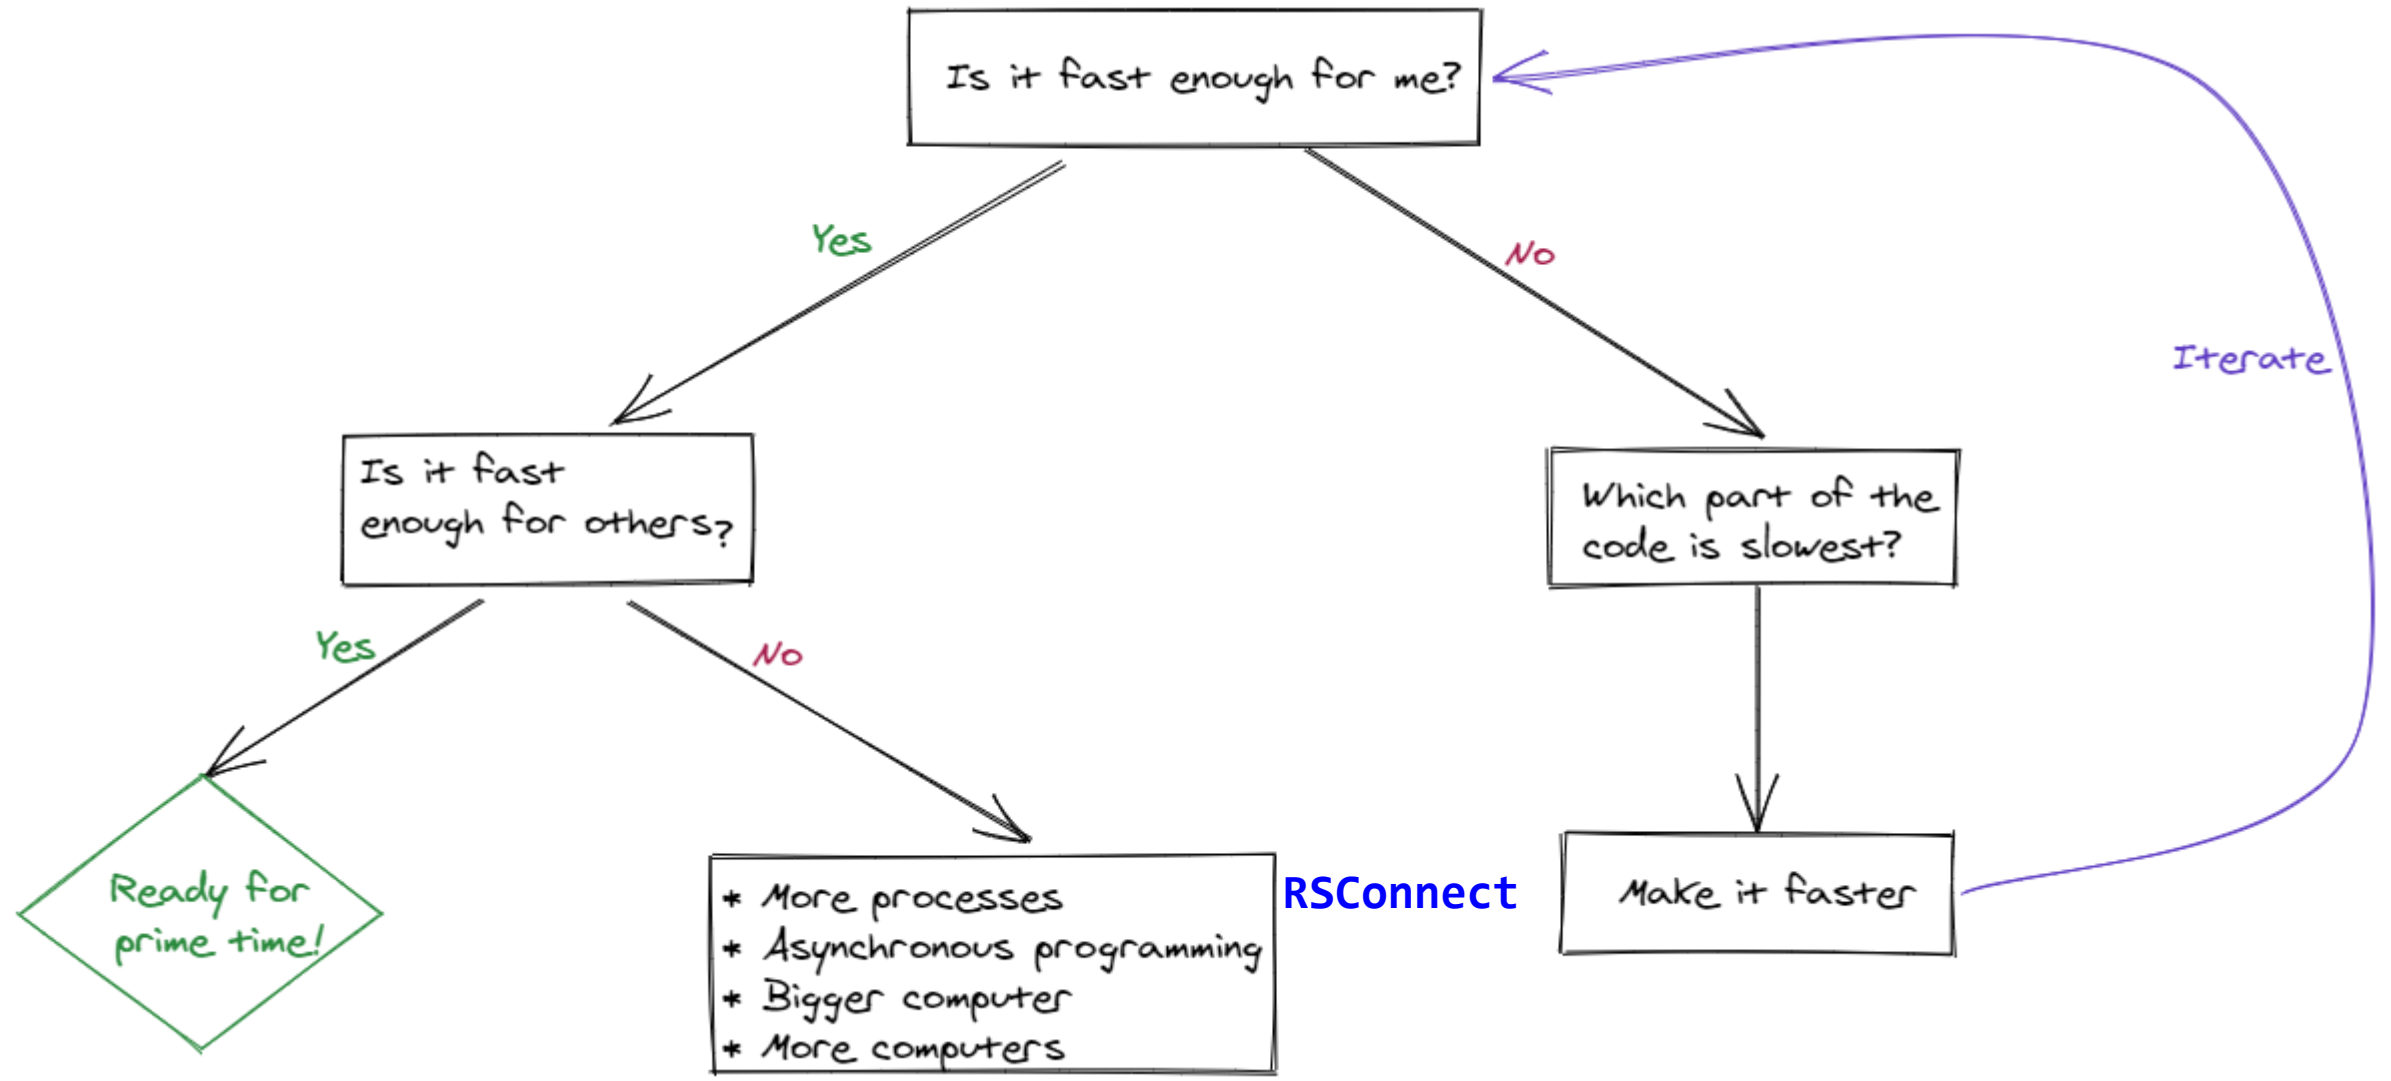 Is it fast enough for me?
Yes
No
Iterate
Is it fast
enough for others?
Which part of the
code is slowest?
Yes
No
Ready for
prime time!
* More processes
* Asynchronous programming
* Bigger computer
* More computers
RSConnect
Make it faster